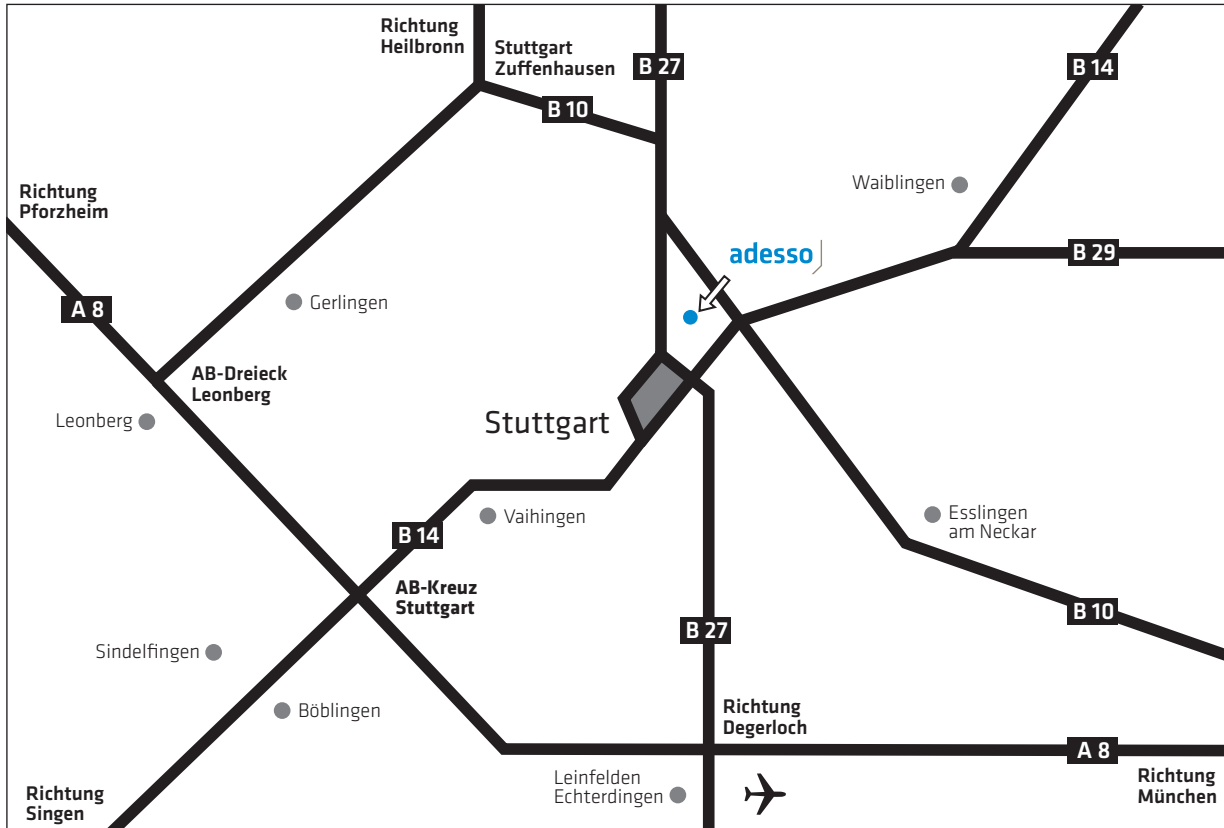 Richtung
Heilbronn
Stuttgart
Zuffenhausen
B 27
B 14
B 10
Waiblingen
Richtung
Pforzheim
adesso
B 29
A 8
Gerlingen
AB-Dreieck
Leonberg
Leonberg
Stuttgart
Vaihingen
Esslingen
am Neckar
B 14
AB-Kreuz
Stuttgart
B 10
B 27
Sindelfingen
Böblingen
Richtung
Degerloch
A 8
Leinfelden
Echterdingen
Richtung
München
Richtung
Singen